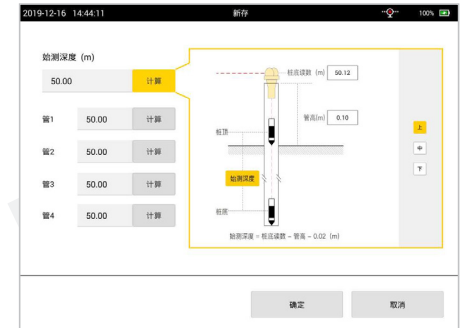 2019-12-16 14:44:11 新存 100%
始测深度 (m)
50.00 计算
管1 50.00 计算
管2 50.00 计算
管3 50.00 计算
管4 50.00 计算
桩底读数 (m) 50.12
管高(m) 0.10
桩顶
始测深度
桩底
始测深度 = 桩底读数 - 管高 - 0.02 (m)
上
中
下
确定 取消